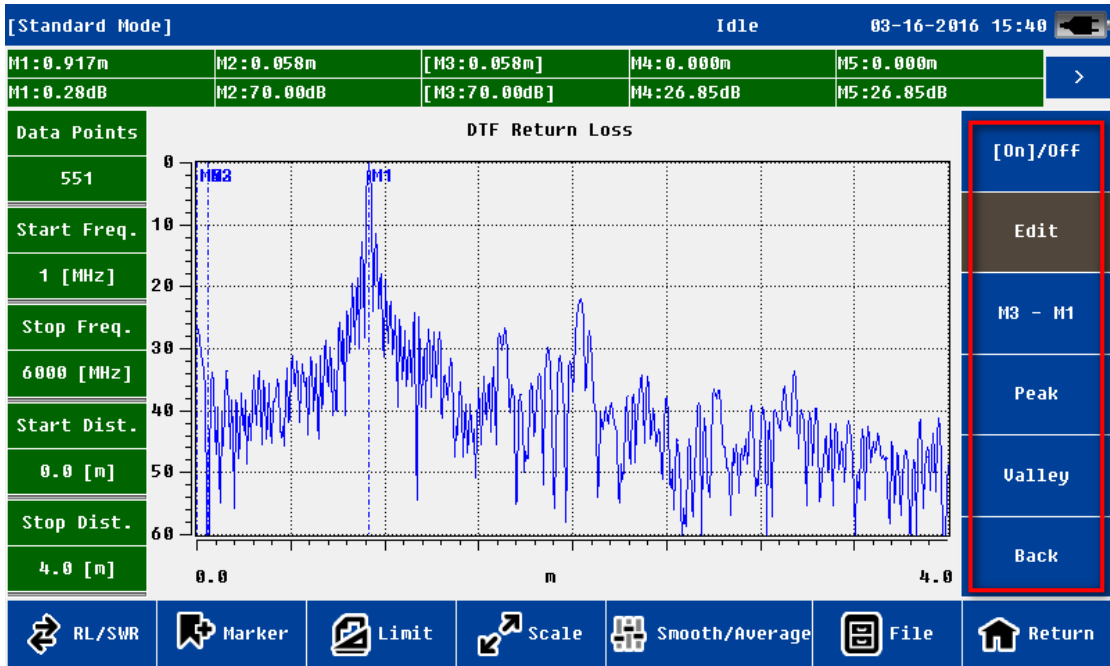 [Standard Mode] Idle 03-16-2016 15:40
M1:0.917m M2:0.058m [M3:0.058m] M4:0.000m M5:0.000m >
M1:0.28dB M2:70.00dB [M3:70.00dB] M4:26.85dB M5:26.85dB
Data Points
551
Start Freq.
1 [MHz]
Stop Freq.
6000 [MHz]
Start Dist.
0.0 [m]
Stop Dist.
4.0 [m]
DTF Return Loss
M1
0
10
20
30
40
50
60
0.0 m 4.0
[On]/Off
Edit
M3 - M1
Peak
Valley
Back
RL/SWR Marker Limit Scale Smooth/Average File Return